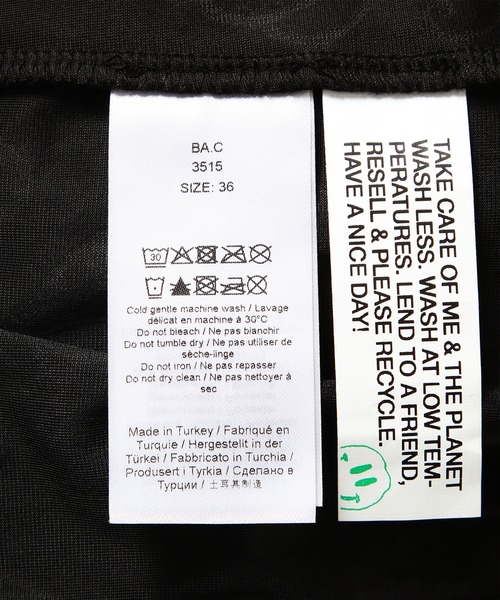 BA.C
3515
SIZE: 36
30
Cold gentle machine wash / Lavage
délicat en machine à 30°C
Do not bleach / Ne pas blanchir
Do not tumble dry / Ne pas utiliser de
sèche-linge
Do not iron / Ne pas repasser
Do not dry clean / Ne pas nettoyer à
sec
Made in Turkey / Fabriqué en
Turquie / Hergestellt in der
Türkei / Fabbricato in Turchia /
Produsert i Tyrkia / Сделано в
Турции / 土耳其制造
TAKE CARE OF ME & THE PLANET
WASH LESS. WASH AT LOW TEM-
PERATURES. LEND TO A FRIEND,
RESELL & PLEASE RECYCLE.
HAVE A NICE DAY!